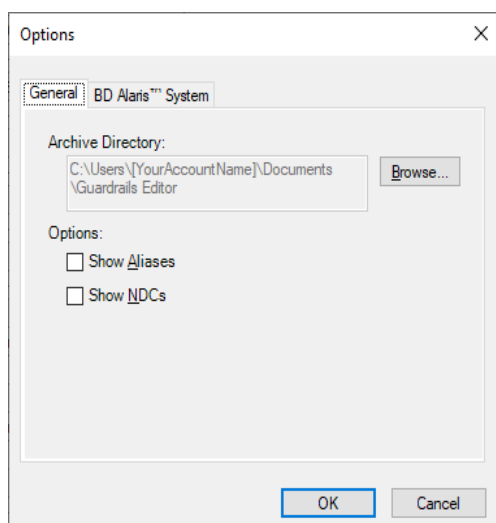 Options
General
BD Alaris™ System
Archive Directory:
C:\Users\[YourAccountName]\Documents
\Guardrails Editor
Browse...
Options:
Show Aliases
Show NDCs
OK
Cancel